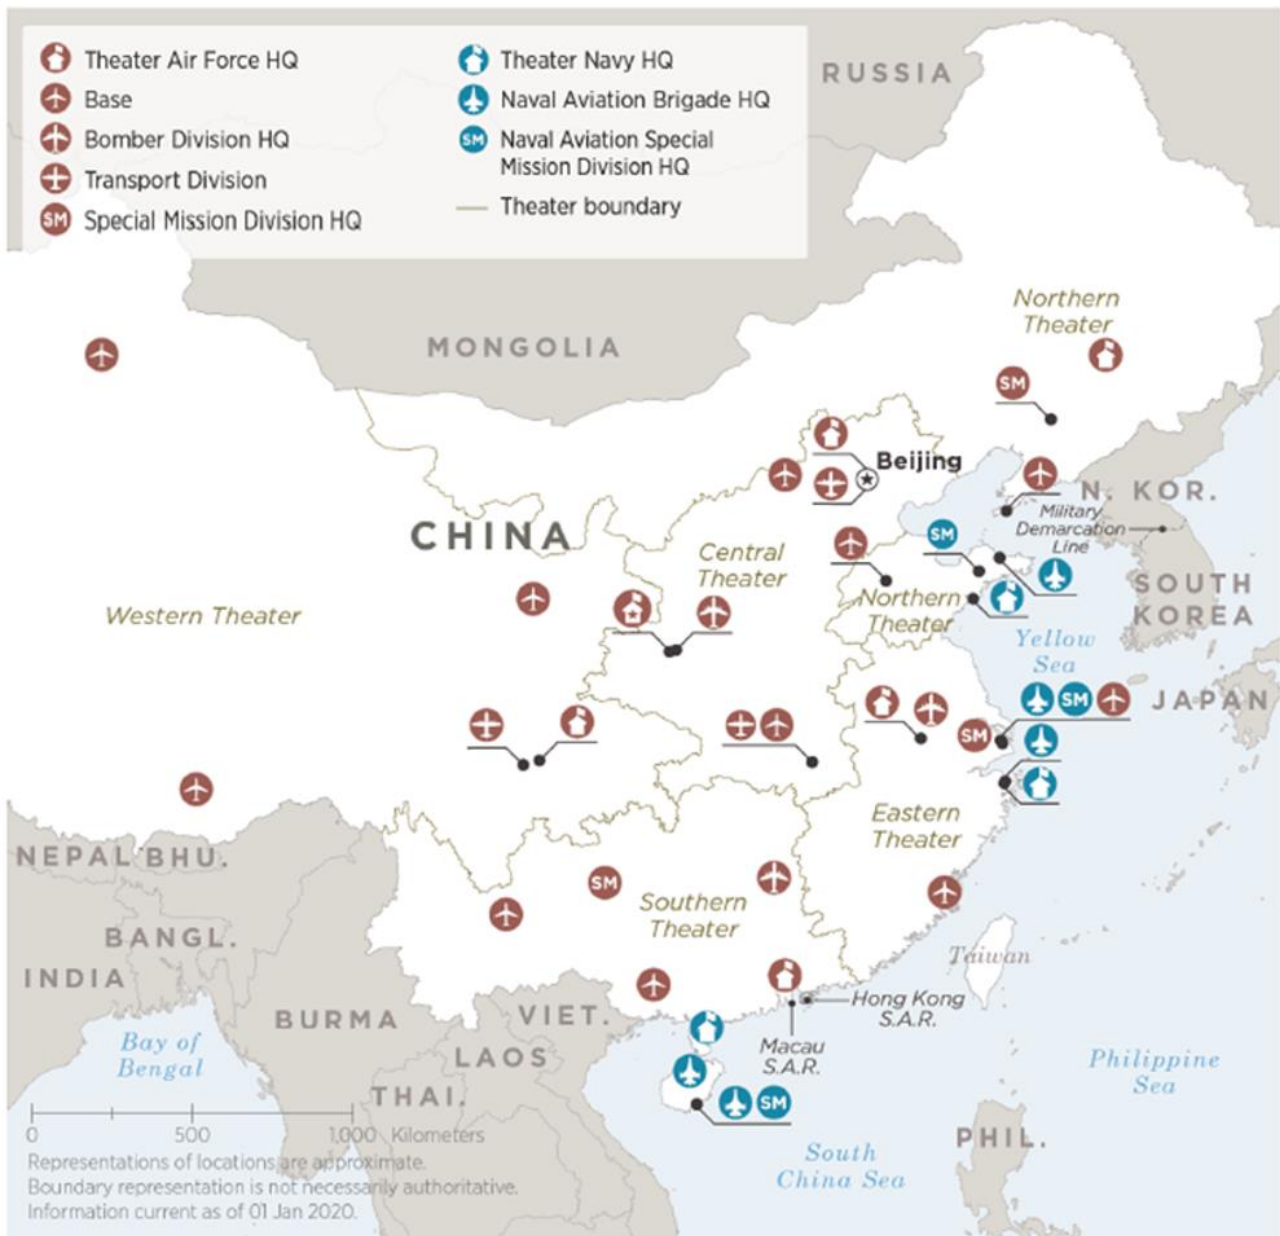 Theater Air Force HQ
Base
Bomber Division HQ
Transport Division
SM Special Mission Division HQ
Theater Navy HQ
Naval Aviation Brigade HQ
SM Naval Aviation Special
Mission Division HQ
Theater boundary
RUSSIA
MONGOLIA
Northern
Theater
SM
Beijing
N. KOR.
Military
Demarcation
Line
CHINA
SM
Central
Theater
SOUTH
KOREA
Northern
Theater
Western Theater
Yellow
Sea
SM
JAPAN
SM
Eastern
Theater
NEPAL
BHU.
SM
Southern
Theater
BANGL.
INDIA
Taiwan
Hong Kong
S.A.R.
BURMA
VIET.
Macau
S.A.R.
Bay of
Bengal
LAOS
Philippine
Sea
THAI.
SM
0 500 1,000 Kilometers
PHIL.
South
China Sea
Representations of locations are approximate.
Boundary representation is not necessarily authoritative.
Information current as of 01 Jan 2020.